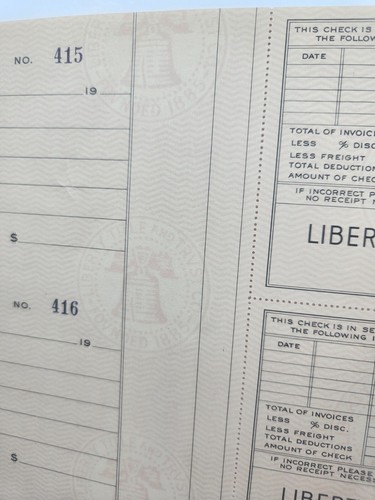 NO. 415
19
$
THIS CHECK IS
THE FOLLOW
DATE
TOTAL OF INVOIC
LESS % DISC
LESS FREIGHT
TOTAL DEDUCTION
AMOUNT OF CHEC
IF INCORRECT P
NO RECEIPT N
LIBER
NO. 416
19
$
THIS CHECK IS IN SE
THE FOLLOWING I
DATE
TOTAL OF INVOICES
LESS % DISC.
LESS FREIGHT
TOTAL DEDUCTIONS
AMOUNT OF CHECK
IF INCORRECT PLEASE
NO RECEIPT NECESS
LIBER